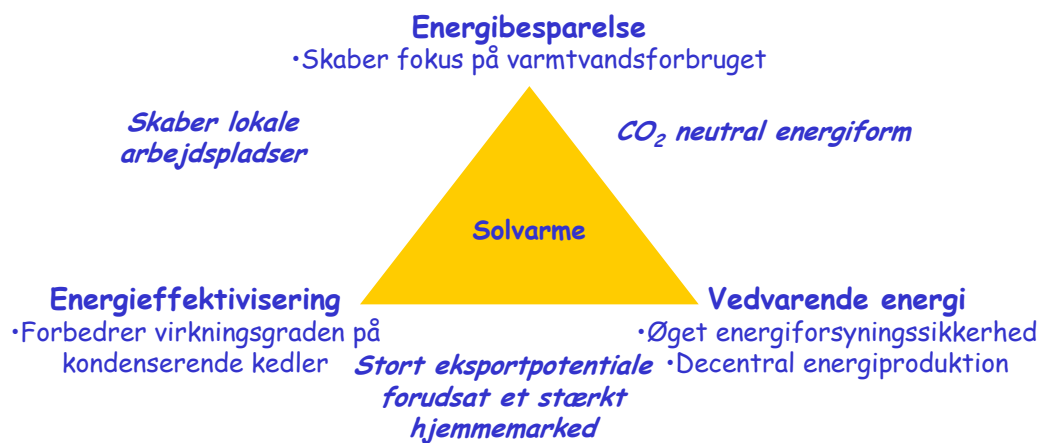 Energibesparelse
•Skaber fokus på varmtvandsforbruget
Skaber lokale
arbejdspladser
CO₂ neutral energiform
Solvarme
Energieffektivisering
•Forbedrer virkningsgraden på
kondenserende kedler
Vedvarende energi
•Øget energiforsyningssikkerhed
•Decentral energiproduktion
Stort eksportpotentiale
forudsat et stærkt
hjemmemarked